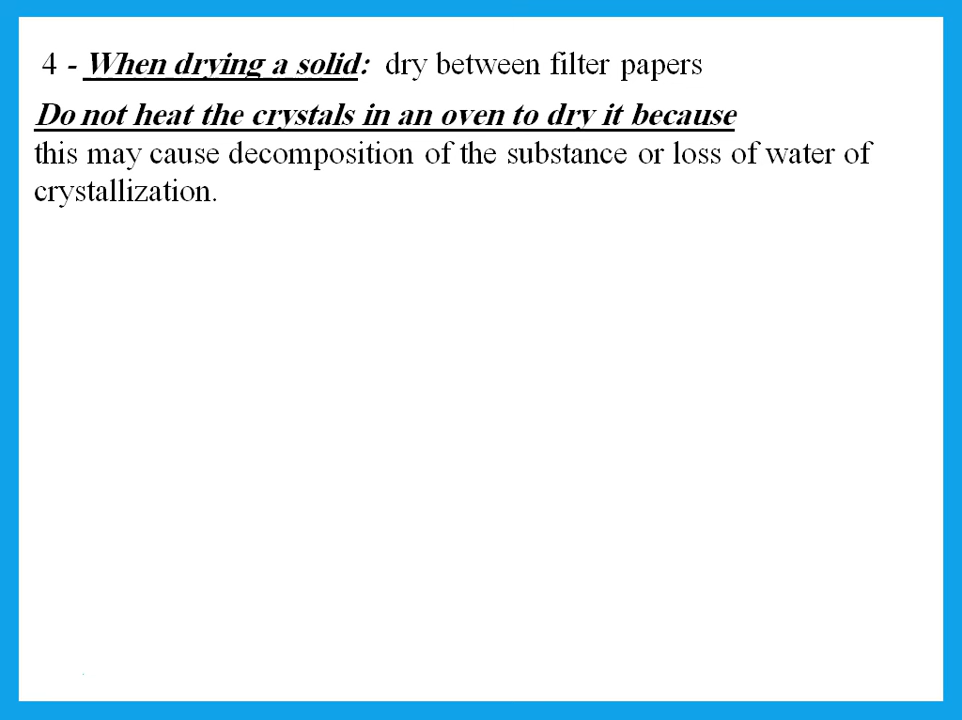 4 - When drying a solid: dry between filter papers
Do not heat the crystals in an oven to dry it because
this may cause decomposition of the substance or loss of water of
crystallization.